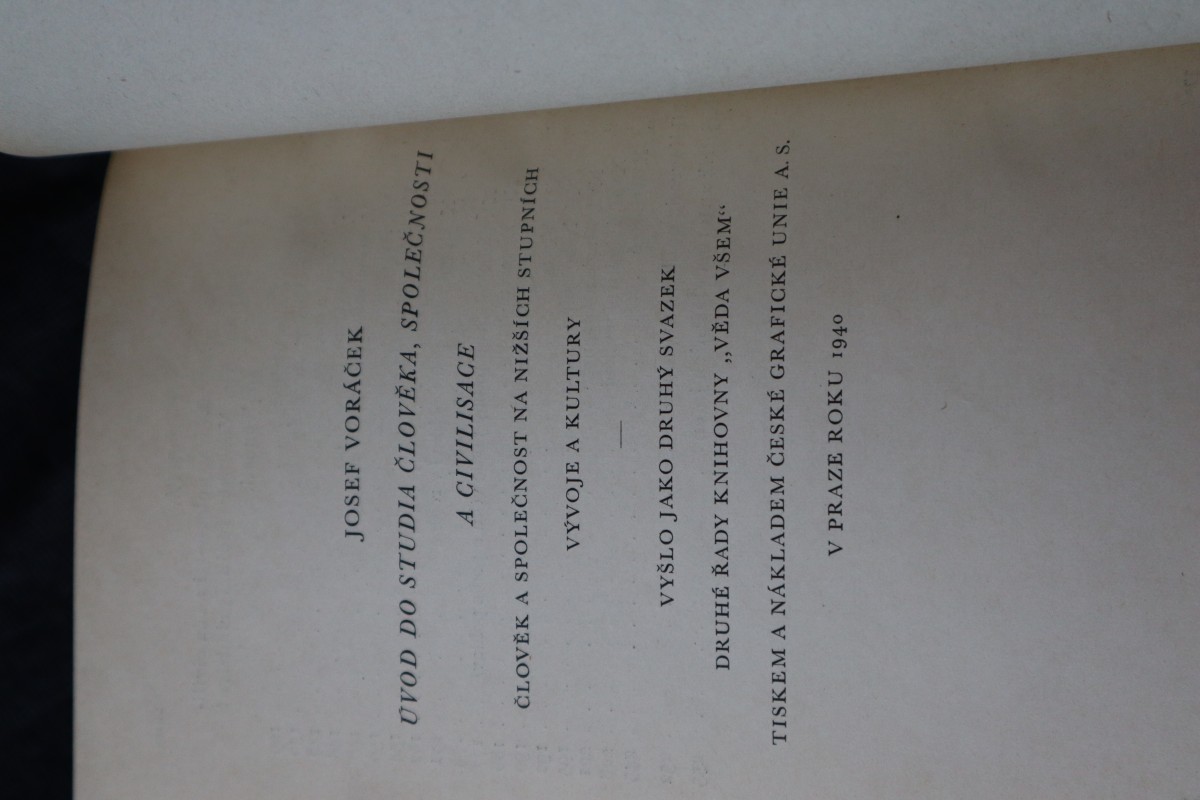 JOSEF VORÁČEK
ÚVOD DO STUDIA ČLOVĚKA, SPOLEČNOSTI
A CIVILISACE
ČLOVĚK A SPOLEČNOST NA NIŽŠÍCH STUPNÍCH
VÝVOJE A KULTURY
—
VYŠLO JAKO DRUHÝ SVAZEK
DRUHÉ ŘADY KNIHOVNY „VĚDA VŠEM“
TISKEM A NÁKLADEM ČESKÉ GRAFICKÉ UNIE A. S.
V PRAZE ROKU 1940